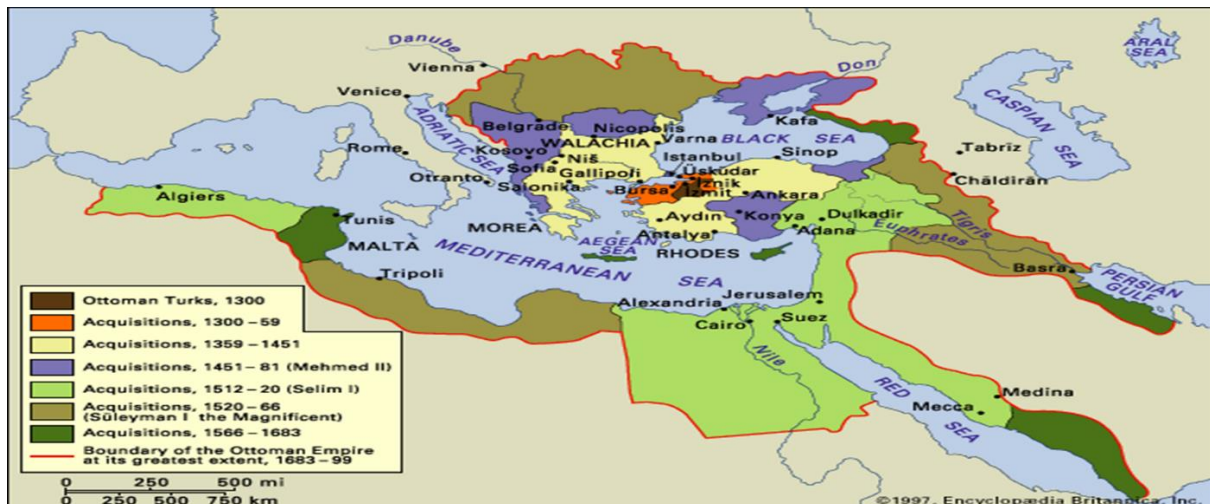 Danube
Vienna
Venice
Don
ARAL
SEA
CASPIAN
SEA
ADRIATIC SEA
Belgrade
Nicopolis
Kafa
WALACHIA
Varna
BLACK SEA
Rome
Kosovo
Niš
Istanbul
Sinop
Tabrīz
Sofia
Gallipoli
Üsküdar
Chāldirān
Otranto
Salonika
Bursa
İznik
İzmit
Ankara
Algiers
Aydın
Konya
Dulkadir
Tunis
MOREA
Antalya
Adana
Tigris
Euphrates
MALTA
AEGEAN
SEA
RHODES
MEDITERRANEAN SEA
Basra
Tripoli
PERSIAN
GULF
Jerusalem
Alexandria
Cairo
Suez
Nile
RED
SEA
Medina
Mecca
Ottoman Turks, 1300
Acquisitions, 1300–59
Acquisitions, 1359–1451
Acquisitions, 1451–81 (Mehmed II)
Acquisitions, 1512–20 (Selim I)
Acquisitions, 1520–66
(Süleyman I the Magnificent)
Acquisitions, 1566–1683
Boundary of the Ottoman Empire
at its greatest extent, 1683–99
0 250 500 mi
0 250 500 750 km
©1997, Encyclopædia Britannica, Inc.